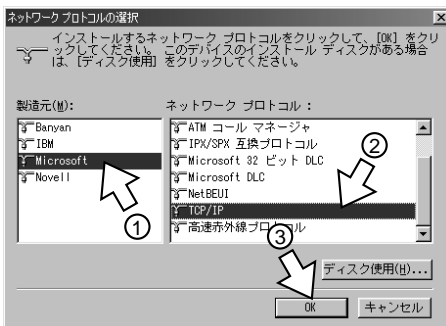 ネットワーク プロトコルの選択
インストールするネットワーク プロトコルをクリックして、[OK] をクリ
ックしてください。 このデバイスのインストール ディスクがある場合
は、[ディスク使用] をクリックしてください。
製造元(M):
Banyan
IBM
Microsoft
Novell
①
ネットワーク プロトコル :
ATM コール マネージャ
IPX/SPX 互換プロトコル
Microsoft 32 ビット DLC
Microsoft DLC
NetBEUI
TCP/IP
高速赤外線プロトコル
②
③
ディスク使用(H)...
OK
キャンセル